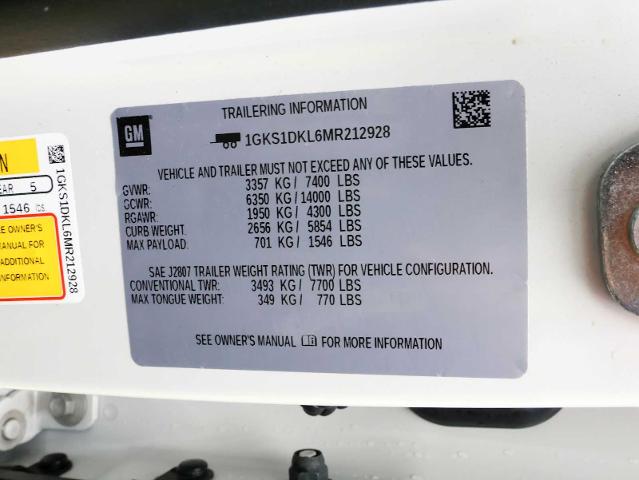 GM
TRAILERING INFORMATION
1GKS1DKL6MR212928
VEHICLE AND TRAILER MUST NOT EXCEED ANY OF THESE VALUES.
GVWR: 3357 KG / 7400 LBS
GCWR: 6350 KG / 14000 LBS
RGAWR: 1950 KG / 4300 LBS
CURB WEIGHT: 2656 KG / 5854 LBS
MAX PAYLOAD: 701 KG / 1546 LBS
SAE J2807 TRAILER WEIGHT RATING (TWR) FOR VEHICLE CONFIGURATION.
CONVENTIONAL TWR: 3493 KG / 7700 LBS
MAX TONGUE WEIGHT: 349 KG / 770 LBS
SEE OWNER'S MANUAL FOR MORE INFORMATION
N
EAR 5
1546
E OWNER'S
MANUAL FOR
ADDITIONAL
INFORMATION
1GKS1DKL6MR212928